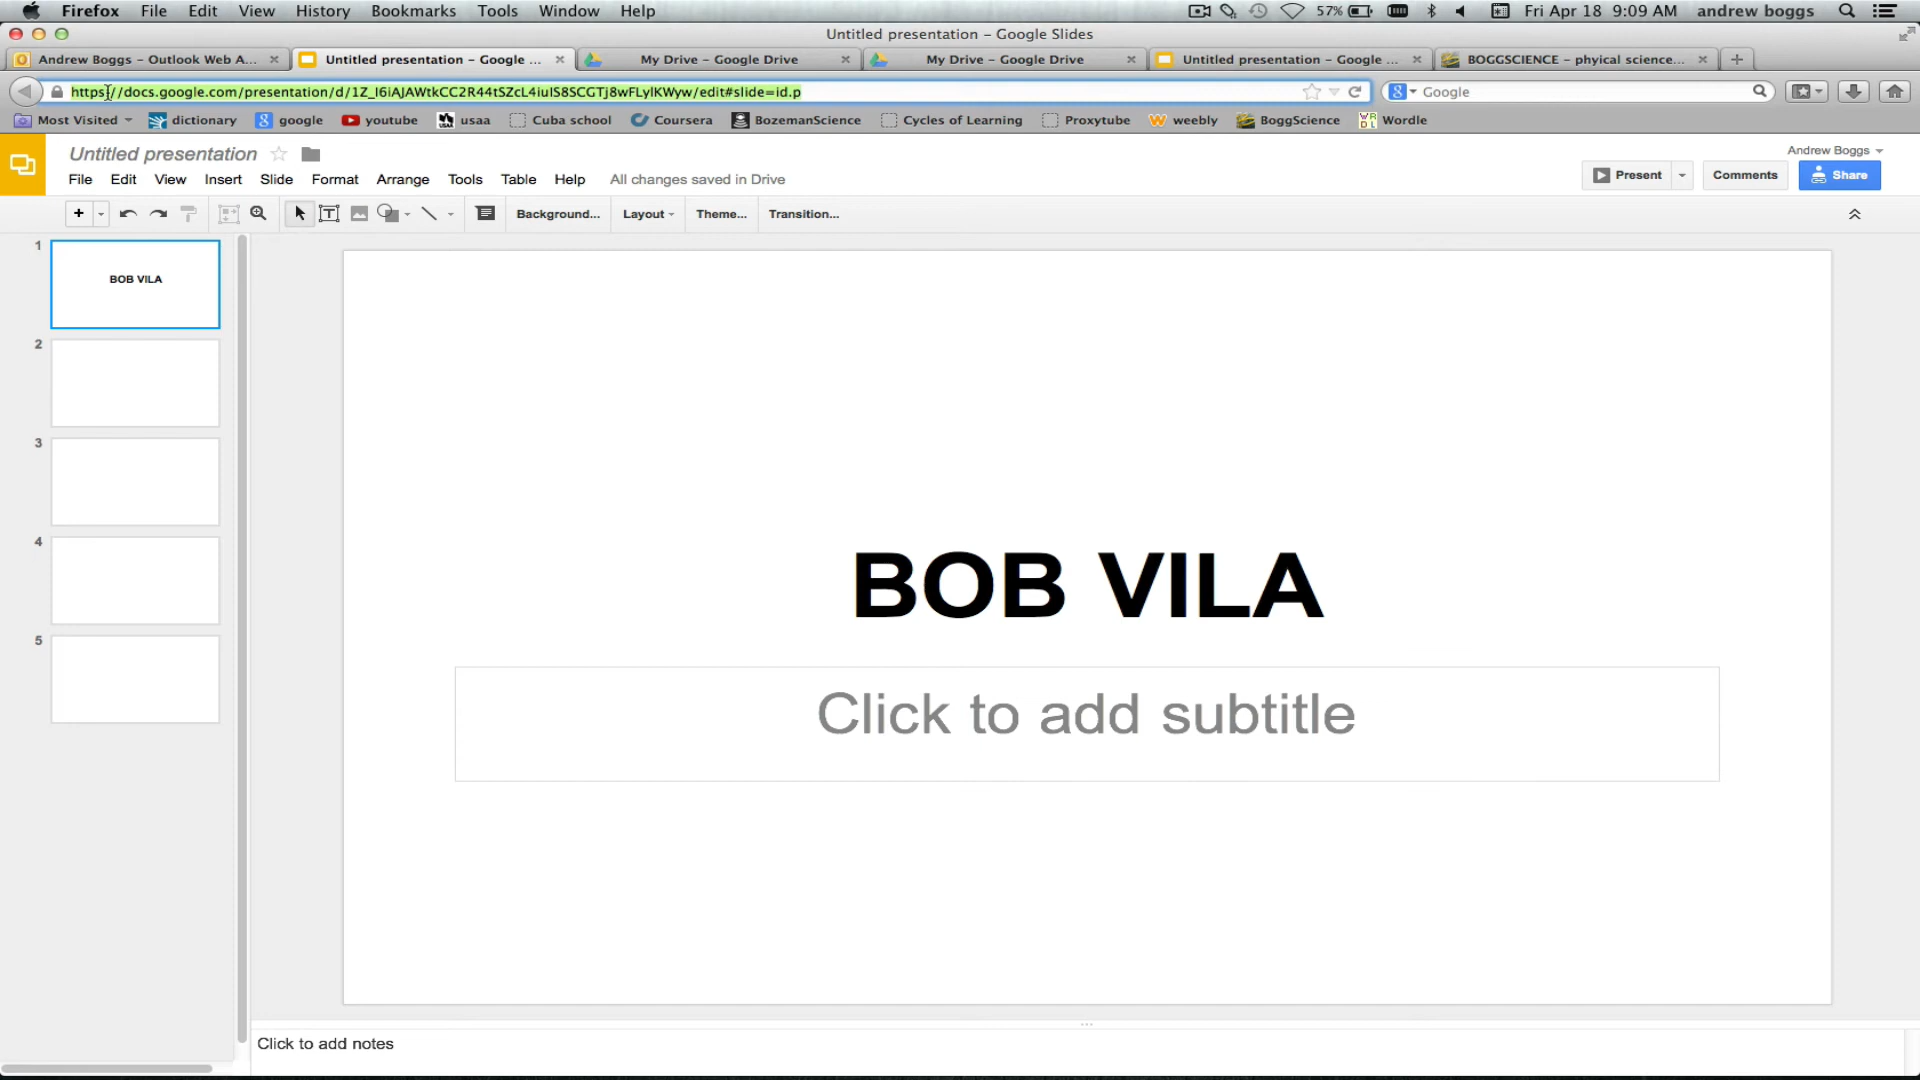 Firefox File Edit View History Bookmarks Tools Window Help 57% Fri Apr 18 9:09 AM andrew boggs
Untitled presentation - Google Slides
Andrew Boggs - Outlook Web A... Untitled presentation - Google ... My Drive - Google Drive My Drive - Google Drive Untitled presentation - Google ... BOGGSCIENCE - phyical science...
https://docs.google.com/presentation/d/1Z_I6iAJAWtkCC2R44tSZcL4iuIS8SCGTj8wFLylKWyw/edit#slide=id.p Google
Most Visited dictionary google youtube usaa Cuba school Coursera BozemanScience Cycles of Learning Proxytube weebly BoggScience Wordle
Untitled presentation Andrew Boggs
File Edit View Insert Slide Format Arrange Tools Table Help All changes saved in Drive Present Comments Share
Background... Layout Theme... Transition...
1
BOB VILA
2
3
4
5
BOB VILA
Click to add subtitle
Click to add notes